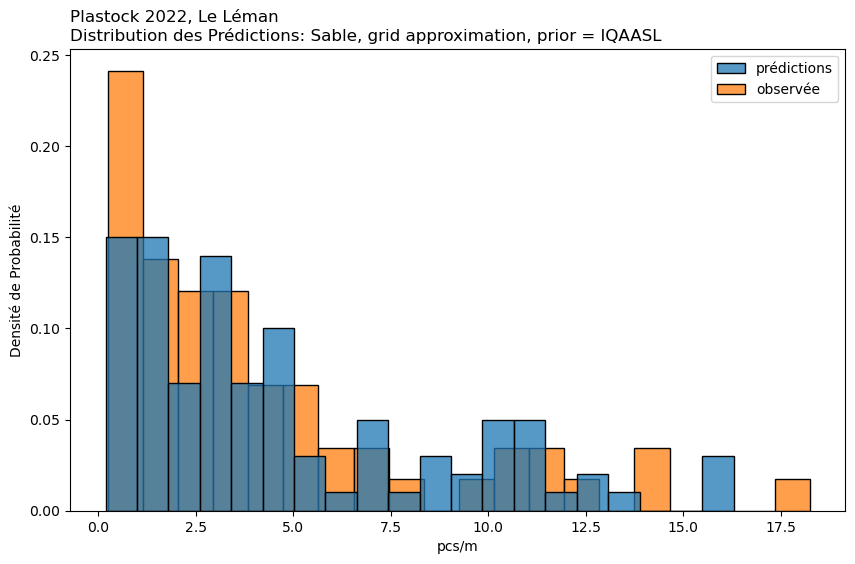 Plastock 2022, Le Léman
Distribution des Prédictions: Sable, grid approximation, prior = IQAASL
prédictions
observée
Densité de Probabilité
0.25
0.20
0.15
0.10
0.05
0.00
0.0 2.5 5.0 7.5 10.0 12.5 15.0 17.5
pcs/m